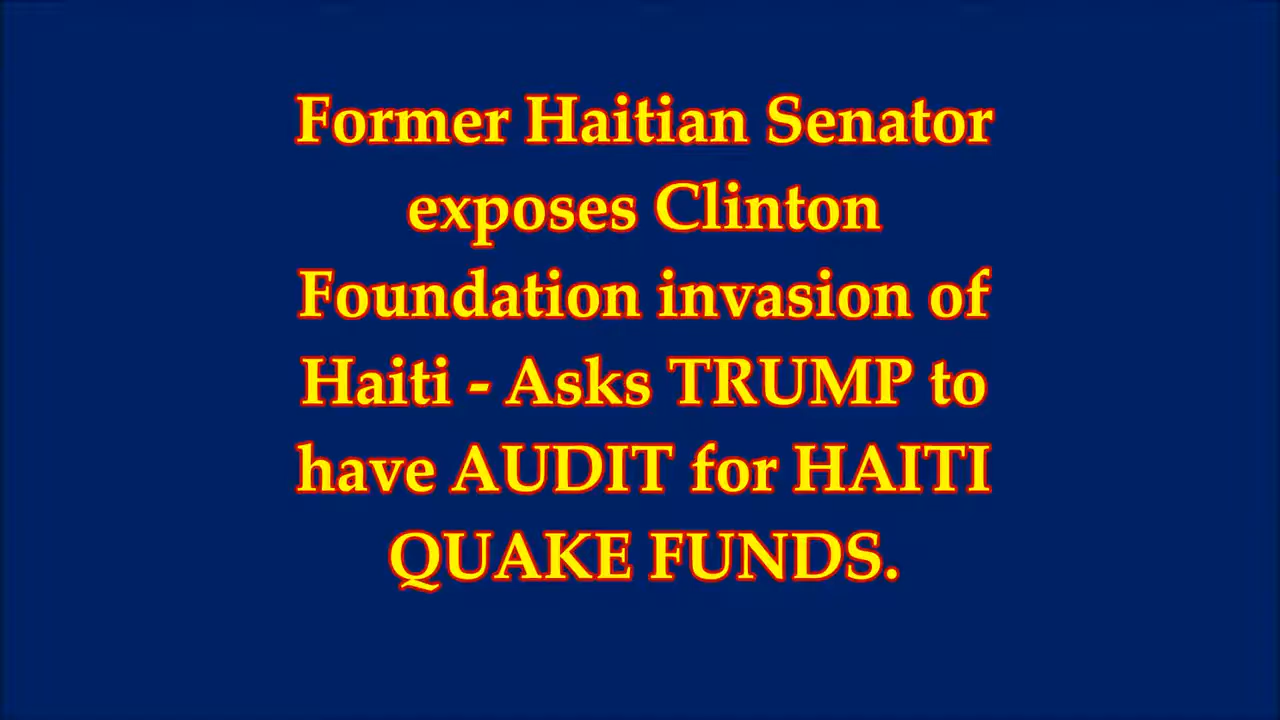 Former Haitian Senator
exposes Clinton
Foundation invasion of
Haiti - Asks TRUMP to
have AUDIT for HAITI
QUAKE FUNDS.